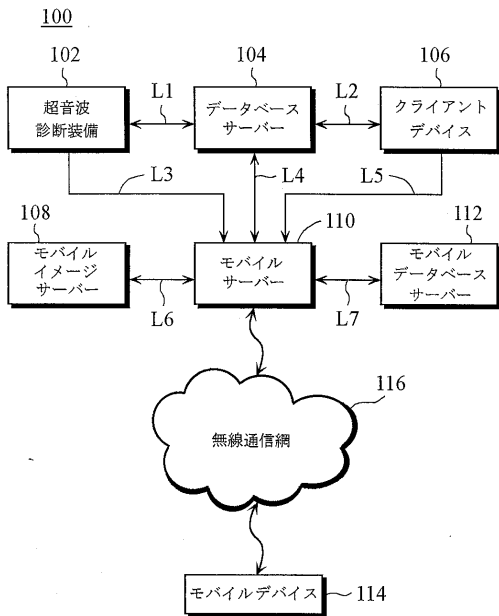 100
102
104
106
超音波
診断装備
L1
データベース
サーバー
L2
クライアント
デバイス
L3
L4
L5
108
110
112
モバイル
イメージ
サーバー
L6
モバイル
サーバー
L7
モバイル
データベース
サーバー
116
無線通信網
モバイルデバイス
114